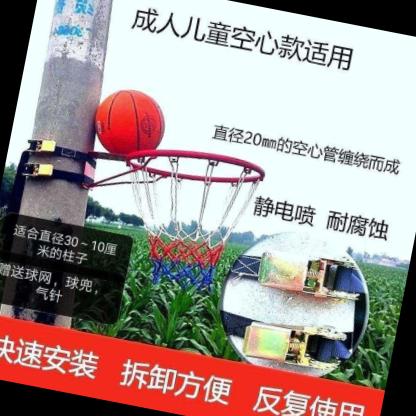 成人儿童空心款适用
直径20mm的空心管缠绕而成
静电喷 耐腐蚀
适合直径30~10厘
米的柱子
赠送球网，球兜，
气针
快速安装 拆卸方便 反复使用